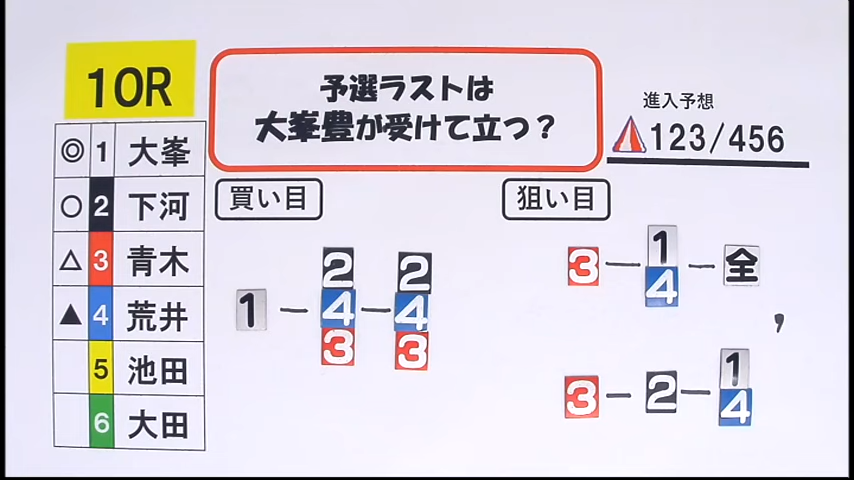 10R
予選ラストは
大峯豊が受けて立つ？
進入予想
123/456
◎ 1 大峯
○ 2 下河
△ 3 青木
▲ 4 荒井
5 池田
6 大田
買い目
1 － 2 4 3 － 2 4 3
狙い目
3 － 1 4 － 全
,
3 － 2 － 1 4